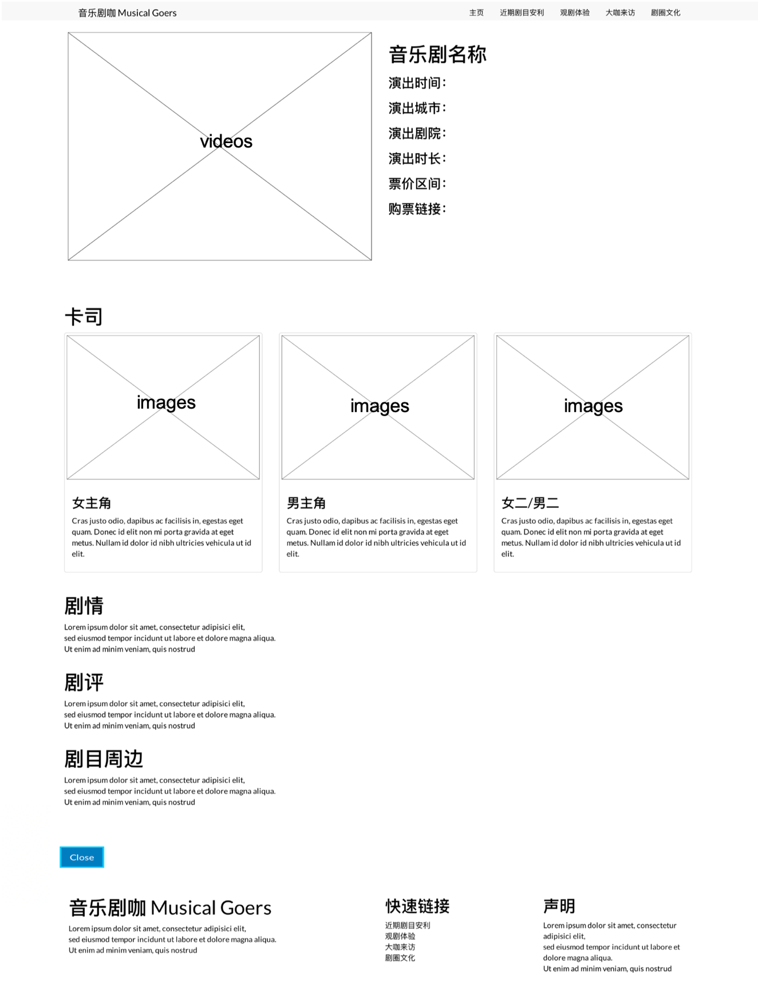 音乐剧咖 Musical Goers
主页 近期剧目安利 观剧体验 大咖来访 剧圈文化
videos
音乐剧名称
演出时间：
演出城市：
演出剧院：
演出时长：
票价区间：
购票链接：
卡司
images
女主角
Cras justo odio, dapibus ac facilisis in, egestas eget
quam. Donec id elit non mi porta gravida at eget
metus. Nullam id dolor id nibh ultricies vehicula ut id
elit.
images
男主角
Cras justo odio, dapibus ac facilisis in, egestas eget
quam. Donec id elit non mi porta gravida at eget
metus. Nullam id dolor id nibh ultricies vehicula ut id
elit.
images
女二/男二
Cras justo odio, dapibus ac facilisis in, egestas eget
quam. Donec id elit non mi porta gravida at eget
metus. Nullam id dolor id nibh ultricies vehicula ut id
elit.
剧情
Lorem ipsum dolor sit amet, consectetur adipisici elit,
sed eiusmod tempor incidunt ut labore et dolore magna aliqua.
Ut enim ad minim veniam, quis nostrud
剧评
Lorem ipsum dolor sit amet, consectetur adipisici elit,
sed eiusmod tempor incidunt ut labore et dolore magna aliqua.
Ut enim ad minim veniam, quis nostrud
剧目周边
Lorem ipsum dolor sit amet, consectetur adipisici elit,
sed eiusmod tempor incidunt ut labore et dolore magna aliqua.
Ut enim ad minim veniam, quis nostrud
Close
音乐剧咖 Musical Goers
Lorem ipsum dolor sit amet, consectetur adipisici elit,
sed eiusmod tempor incidunt ut labore et dolore magna aliqua.
Ut enim ad minim veniam, quis nostrud
快速链接
近期剧目安利
观剧体验
大咖来访
剧圈文化
声明
Lorem ipsum dolor sit amet, consectetur
adipisici elit,
sed eiusmod tempor incidunt ut labore et
dolore magna aliqua.
Ut enim ad minim veniam, quis nostrud